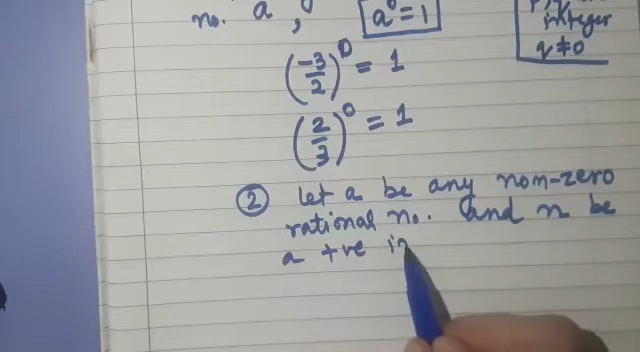 no. a
a⁰ = 1
integer
q ≠ 0
(-3/2)⁰ = 1
(2/3)⁰ = 1
② Let a be any non-zero
rational no. and n be
a +ve in